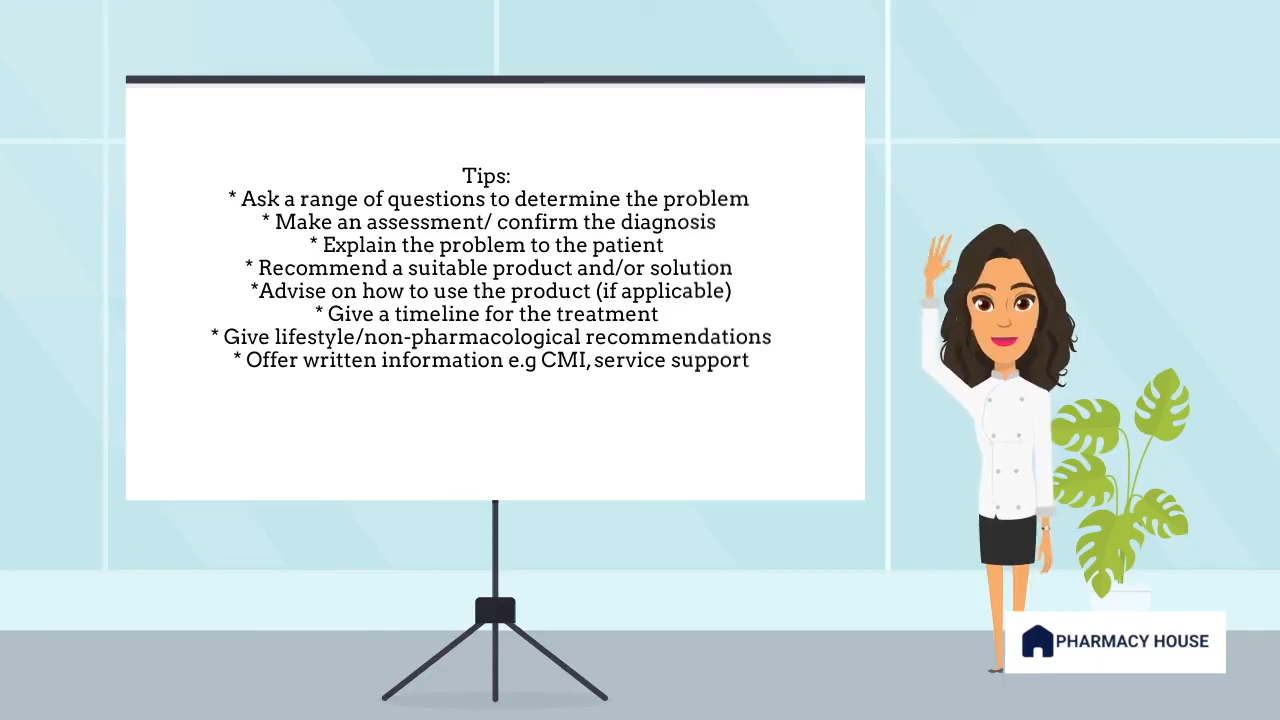 Tips:
* Ask a range of questions to determine the problem
* Make an assessment/ confirm the diagnosis
* Explain the problem to the patient
* Recommend a suitable product and/or solution
*Advise on how to use the product (if applicable)
* Give a timeline for the treatment
* Give lifestyle/non-pharmacological recommendations
* Offer written information e.g CMI, service support
PHARMACY HOUSE